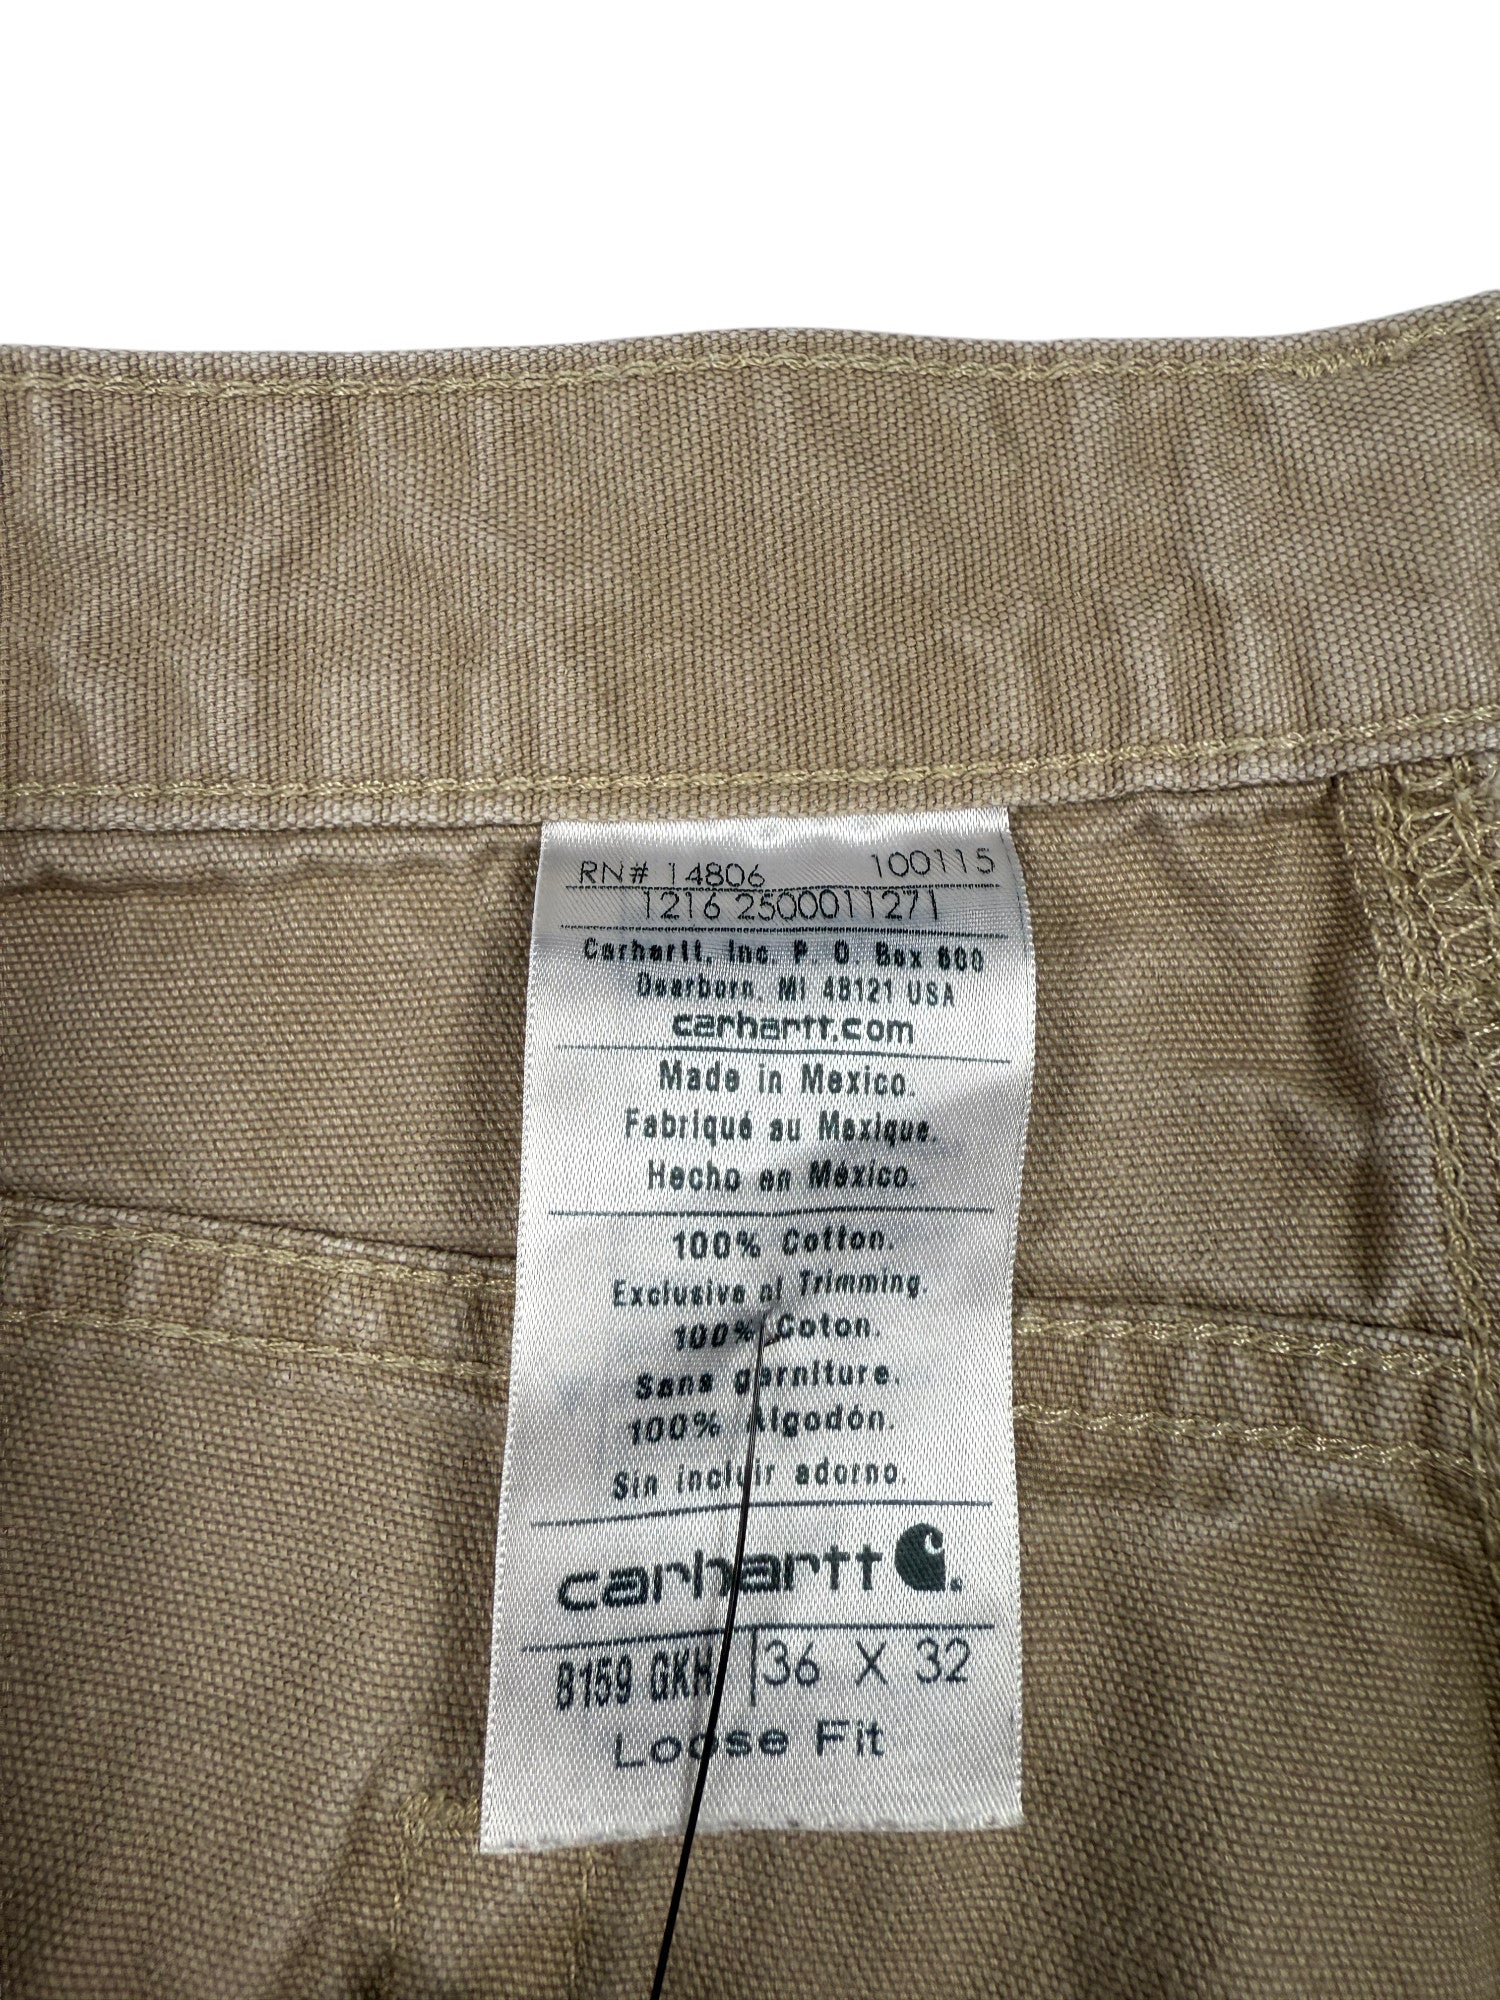 RN# 14806 100115
1216 2500011271
Carhartt, Inc. P. O. Box 600
Dearborn, MI 48121 USA
carhartt.com
Made in Mexico.
Fabriqué au Mexique.
Hecho en México.
100% Cotton.
Exclusive of Trimming.
100% Coton.
Sans garniture.
100% Algodón.
Sin incluir adorno.
carhartt
B159 GKH 36 X 32
Loose Fit